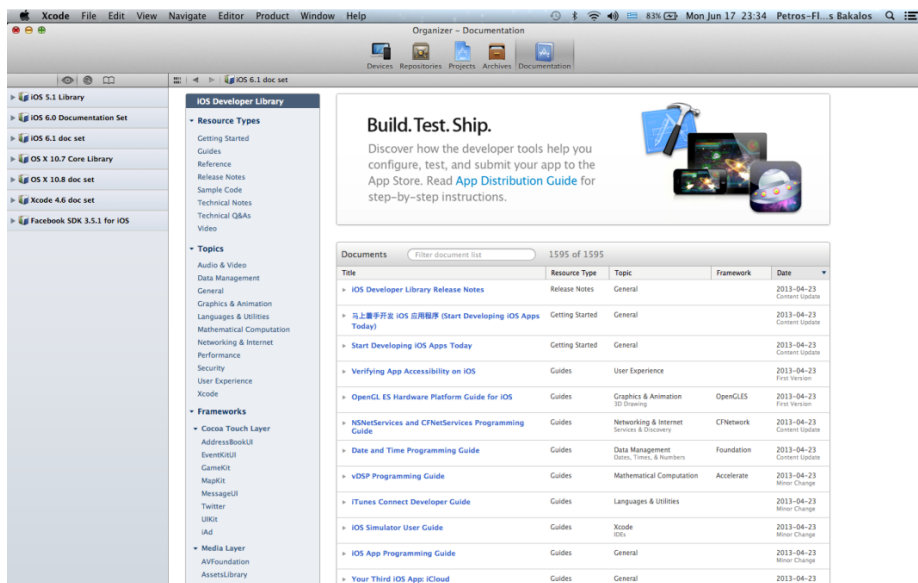 Xcode File Edit View Navigate Editor Product Window Help 83% Mon Jun 17 23:34 Petros-Fl...s Bakalos
Organizer – Documentation
Devices Repositories Projects Archives Documentation
iOS 6.1 doc set
iOS 5.1 Library
iOS 6.0 Documentation Set
iOS 6.1 doc set
OS X 10.7 Core Library
OS X 10.8 doc set
Xcode 4.6 doc set
Facebook SDK 3.5.1 for iOS
iOS Developer Library
Resource Types
Getting Started
Guides
Reference
Release Notes
Sample Code
Technical Notes
Technical Q&As
Video
Topics
Audio & Video
Data Management
General
Graphics & Animation
Languages & Utilities
Mathematical Computation
Networking & Internet
Performance
Security
User Experience
Xcode
Frameworks
Cocoa Touch Layer
AddressBookUI
EventKitUI
GameKit
MapKit
MessageUI
Twitter
UIKit
iAd
Media Layer
AVFoundation
AssetsLibrary
Build. Test. Ship.
Discover how the developer tools help you
configure, test, and submit your app to the
App Store. Read App Distribution Guide for
step-by-step instructions.
Documents Filter document list 1595 of 1595
Title Resource Type Topic Framework Date
iOS Developer Library Release Notes Release Notes General 2013-04-23
Content Update
马上着手开发 iOS 应用程序 (Start Developing iOS Apps Getting Started General 2013-04-23
Today) Content Update
Start Developing iOS Apps Today Getting Started General 2013-04-23
Content Update
Verifying App Accessibility on iOS Guides User Experience 2013-04-23
First Version
OpenGL ES Hardware Platform Guide for iOS Guides Graphics & Animation OpenGLES 2013-04-23
3D Drawing First Version
NSNetServices and CFNetServices Programming Guides Networking & Internet CFNetwork 2013-04-23
Guide Services & Discovery Content Update
Date and Time Programming Guide Guides Data Management Foundation 2013-04-23
Dates, Times, & Numbers Content Update
vDSP Programming Guide Guides Mathematical Computation Accelerate 2013-04-23
Minor Change
iTunes Connect Developer Guide Guides Languages & Utilities 2013-04-23
Minor Change
iOS Simulator User Guide Guides Xcode 2013-04-23
IDEs Minor Change
iOS App Programming Guide Guides General 2013-04-23
Minor Change
Your Third iOS App: iCloud Guides General 2013-04-23